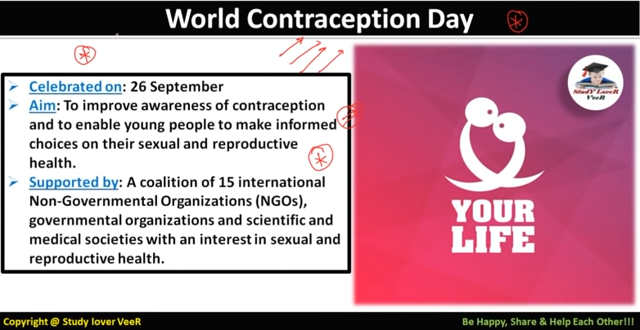 World Contraception Day
Celebrated on: 26 September
Aim: To improve awareness of contraception
and to enable young people to make informed
choices on their sexual and reproductive
health.
Supported by: A coalition of 15 international
Non-Governmental Organizations (NGOs),
governmental organizations and scientific and
medical societies with an interest in sexual and
reproductive health.
StudY LoveR
VeeR
YOUR
LIFE
Copyright @ Study lover VeeR
Be Happy, Share & Help Each Other!!!